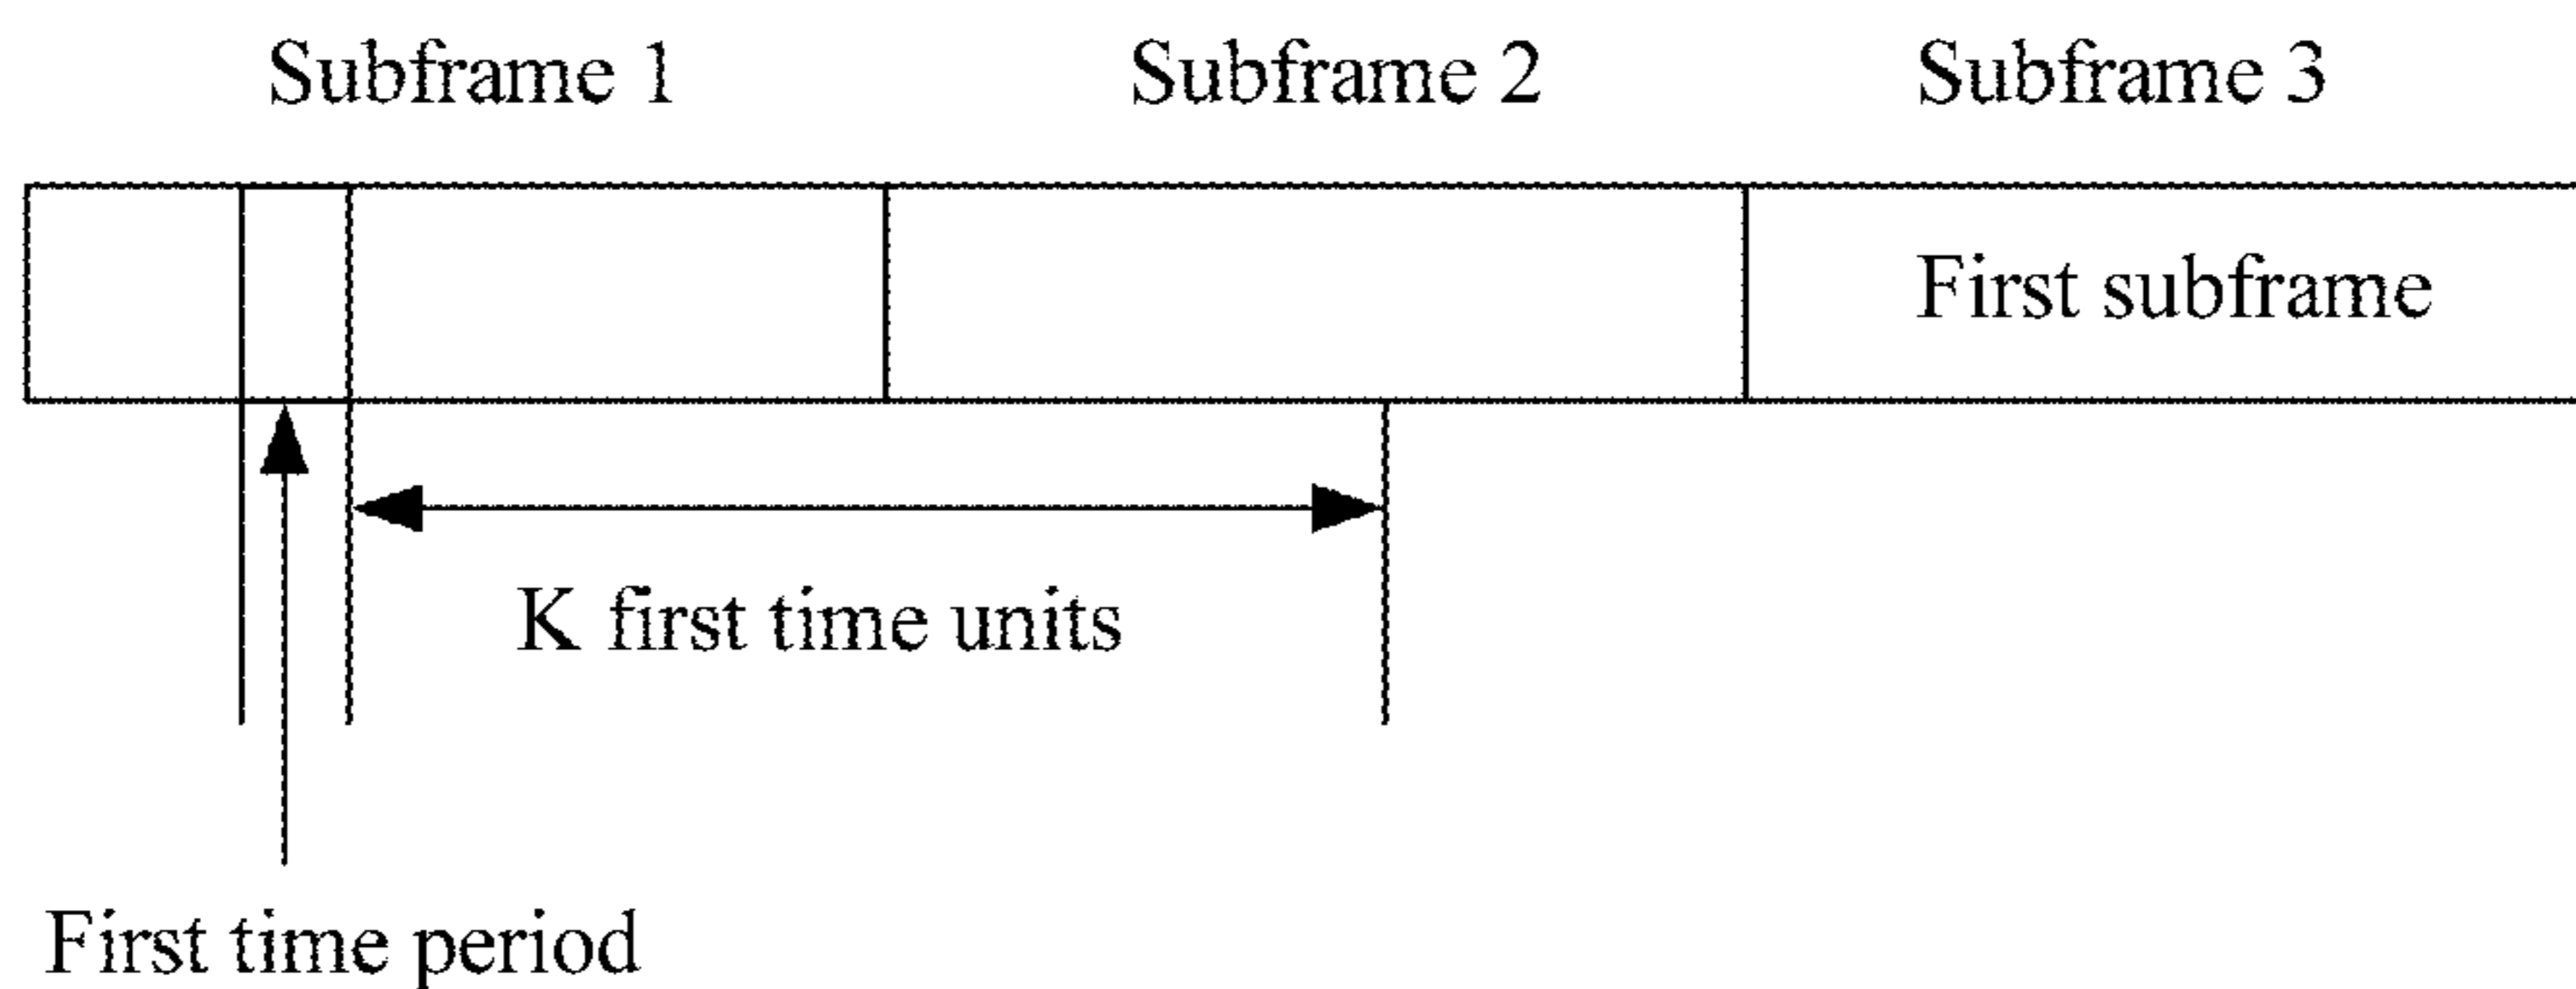 Subframe 1
Subframe 2
Subframe 3
First subframe
K first time units
First time period